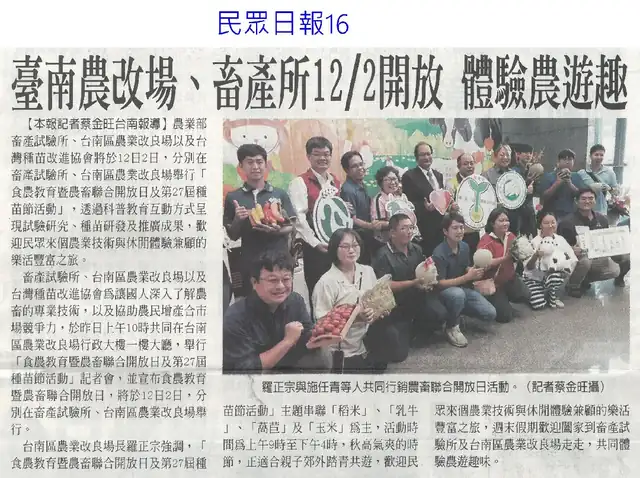 民眾日報16
臺南農改場、畜產所12/2開放 體驗農遊趣
【本報記者蔡金旺台南報導】農業部
畜產試驗所、台南區農業改良場以及台
灣種苗改進協會將於12日2日，分別在
畜產試驗所、台南區農業改良場舉行「
食農教育暨農畜聯合開放日及第27屆種
苗節活動」，透過科普教育互動方式呈
現試驗研究、種苗研發及推廣成果，歡
迎民眾來個農業技術與休閒體驗兼顧的
樂活豐富之旅。
畜產試驗所、台南區農業改良場以及
台灣種苗改進協會為讓國人深入了解農
畜的專業技術，以及協助農民增產合市
場競爭力，於昨日上午10時共同在台南
區農業改良場行政大樓一樓大廳，舉行
「食農教育暨農畜聯合開放日及第27屆
種苗節活動」記者會，並宣布食農教育
暨農畜聯合開放日，將於12日2日，分
別在畜產試驗所、台南區農業改良場舉
行。
台南區農業改良場長羅正宗強調，「
食農教育暨農畜聯合開放日及第27屆種
羅正宗與施任青等人共同行銷農畜聯合開放日活動。（記者蔡金旺攝）
苗節活動」主題串聯「稻米」、「乳牛
」、「萵苣」及「玉米」為主，活動時
間為上午9時至下午4時，秋高氣爽的時
節，正適合親子郊外踏青共遊，歡迎民
眾來個農業技術與休閒體驗兼顧的樂活
豐富之旅，週末假期歡迎闔家到畜產試
驗所及台南區農業改良場走走，共同體
驗農遊趣味。